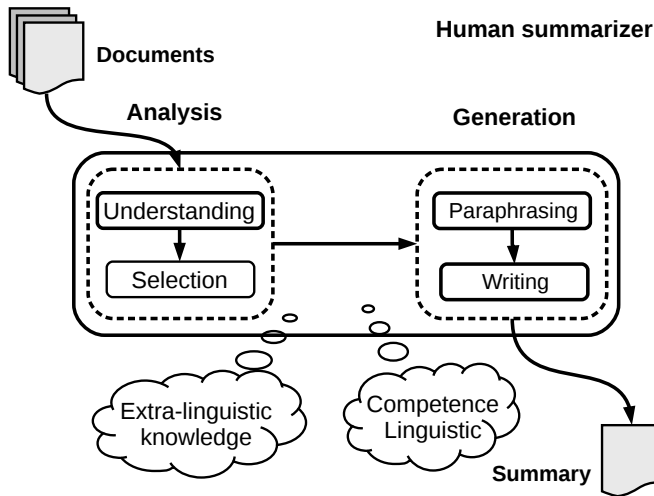 Human summarizer
Documents
Analysis
Generation
Understanding
Selection
Paraphrasing
Writing
Extra-linguistic
knowledge
Competence
Linguistic
Summary